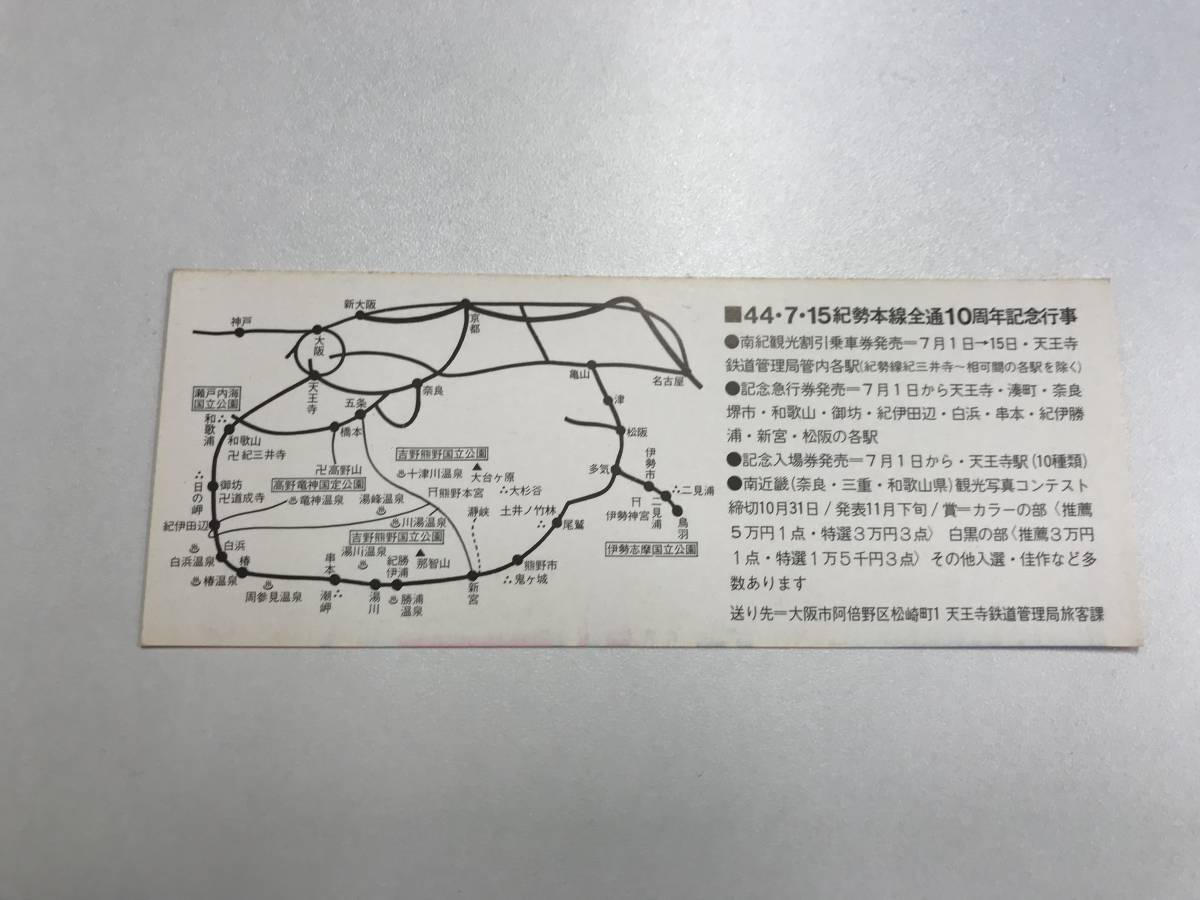 神戸
新大阪
大阪
京都
天王寺
奈良
亀山
名古屋
津
松阪
多気
伊勢市
二見浦
∴二見浦
鳥羽
伊勢神宮
伊勢志摩国立公園
瀬戸内海
国立公園
和歌浦
和歌山
卍紀三井寺
五条
橋本
卍高野山
吉野熊野国立公園
♨十津川温泉
大台ケ原
∴大杉谷
高野竜神国定公園
♨竜神温泉
湯峰温泉
熊野本宮
瀞峡
土井ノ竹林
尾鷲
♨川湯温泉
吉野熊野国立公園
湯川温泉
那智山
紀勝伊浦
御坊
卍道成寺
∴日の岬
紀伊田辺
白浜
白浜温泉
椿
♨椿温泉
周参見温泉
串本
潮岬
湯川
♨勝浦温泉
新宮
熊野市
∴鬼ケ城
■44・7・15紀勢本線全通10周年記念行事
●南紀観光割引乗車券発売＝7月1日→15日・天王寺
鉄道管理局管内各駅(紀勢線紀三井寺～相可間の各駅を除く)
●記念急行券発売＝7月1日から天王寺・湊町・奈良
堺市・和歌山・御坊・紀伊田辺・白浜・串本・紀伊勝
浦・新宮・松阪の各駅
●記念入場券発売＝7月1日から・天王寺駅(10種類)
●南近畿(奈良・三重・和歌山県)観光写真コンテスト
締切10月31日/発表11月下旬/賞＝カラーの部〈推薦
5万円1点・特選3万円3点〉 白黒の部〈推薦3万円
1点・特選1万5千円3点〉その他入選・佳作など多
数あります
送り先＝大阪市阿倍野区松崎町1 天王寺鉄道管理局旅客課